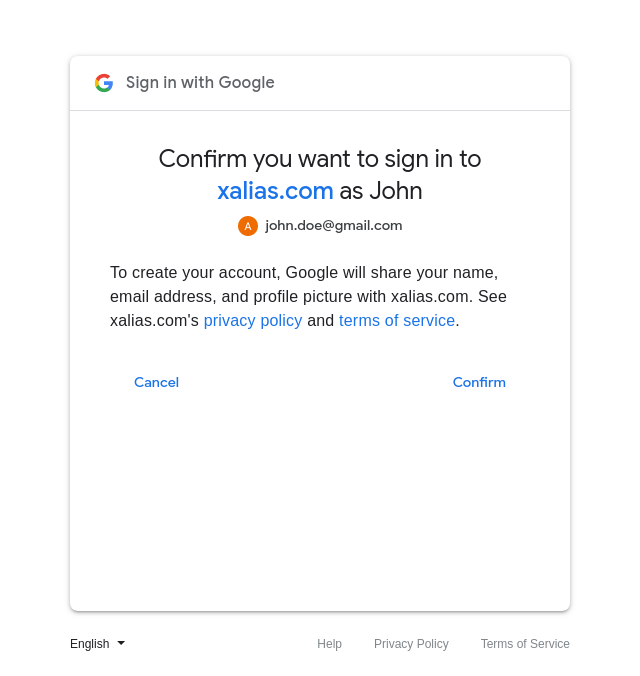 Sign in with Google
Confirm you want to sign in to
xalias.com as John
A john.doe@gmail.com
To create your account, Google will share your name,
email address, and profile picture with xalias.com. See
xalias.com's privacy policy and terms of service.
Cancel Confirm
English Help Privacy Policy Terms of Service